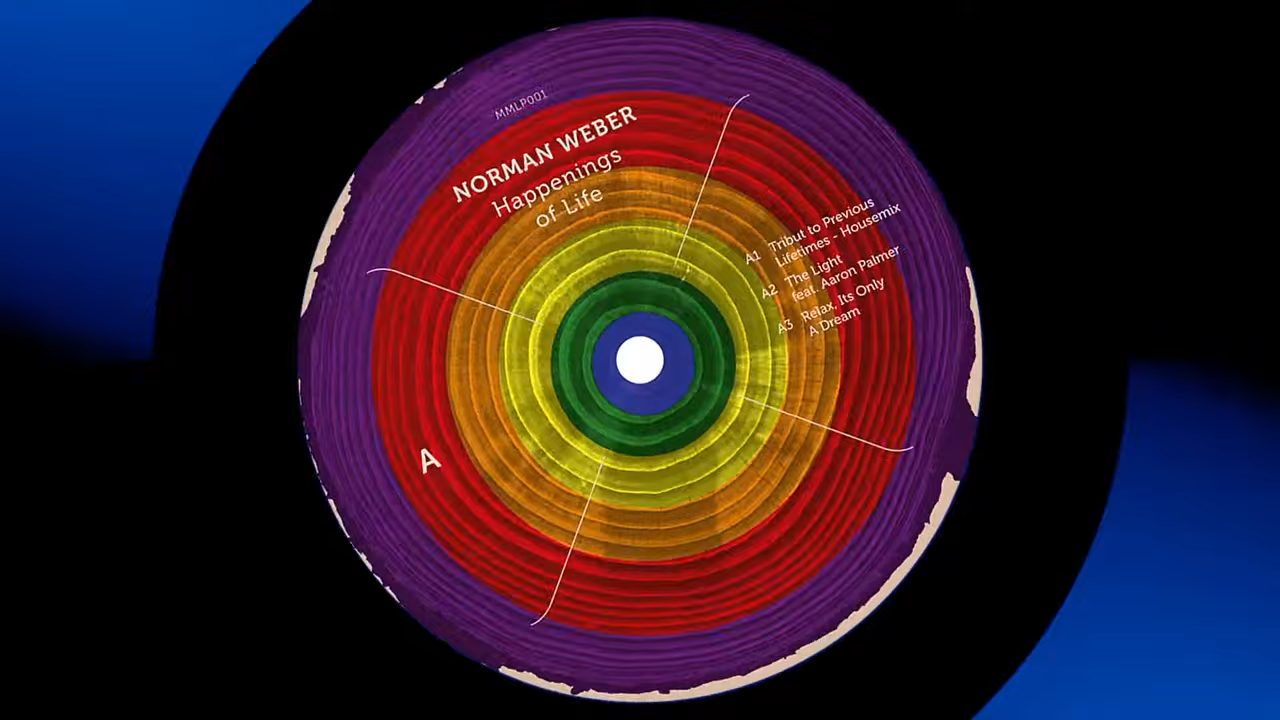 MMLP001
NORMAN WEBER
Happenings
of Life
A1 Tribut to Previous
Lifetimes - Housemix
A2 The Light
feat. Aaron Palmer
A3 Relax, Its Only
A Dream
A